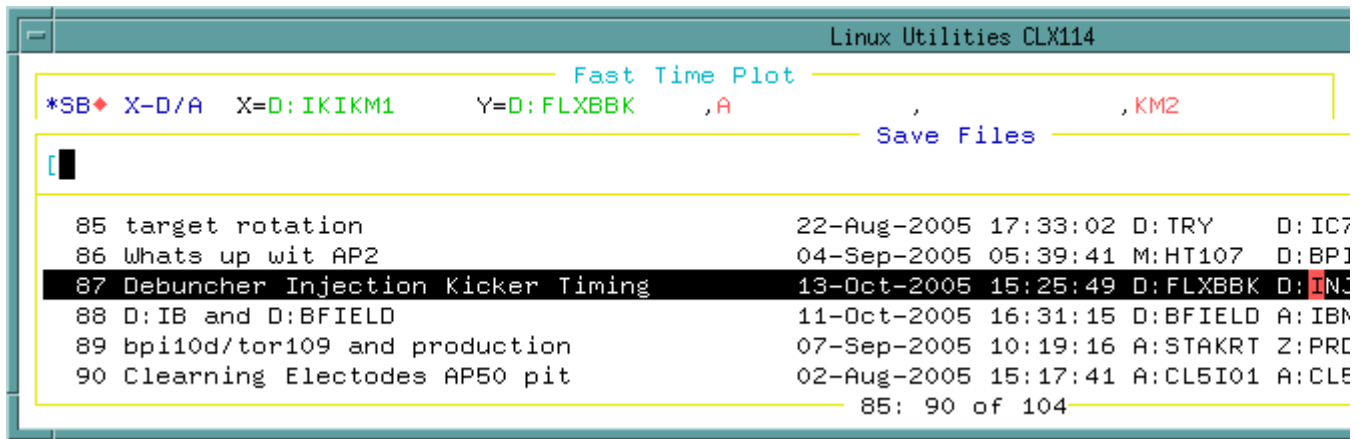 Linux Utilities CLX114
Fast Time Plot
*SB♦ X-D/A X=D:IKIKM1 Y=D:FLXBBK ,A , ,KM2
Save Files
[
85 target rotation 22-Aug-2005 17:33:02 D:TRY D:IC7
86 Whats up wit AP2 04-Sep-2005 05:39:41 M:HT107 D:BPI
87 Debuncher Injection Kicker Timing 13-Oct-2005 15:25:49 D:FLXBBK D:INJ
88 D:IB and D:BFIELD 11-Oct-2005 16:31:15 D:BFIELD A:IBN
89 bpi10d/tor109 and production 07-Sep-2005 10:19:16 A:STAKRT Z:PRD
90 Clearning Electodes AP50 pit 02-Aug-2005 15:17:41 A:CL5I01 A:CL5
85: 90 of 104